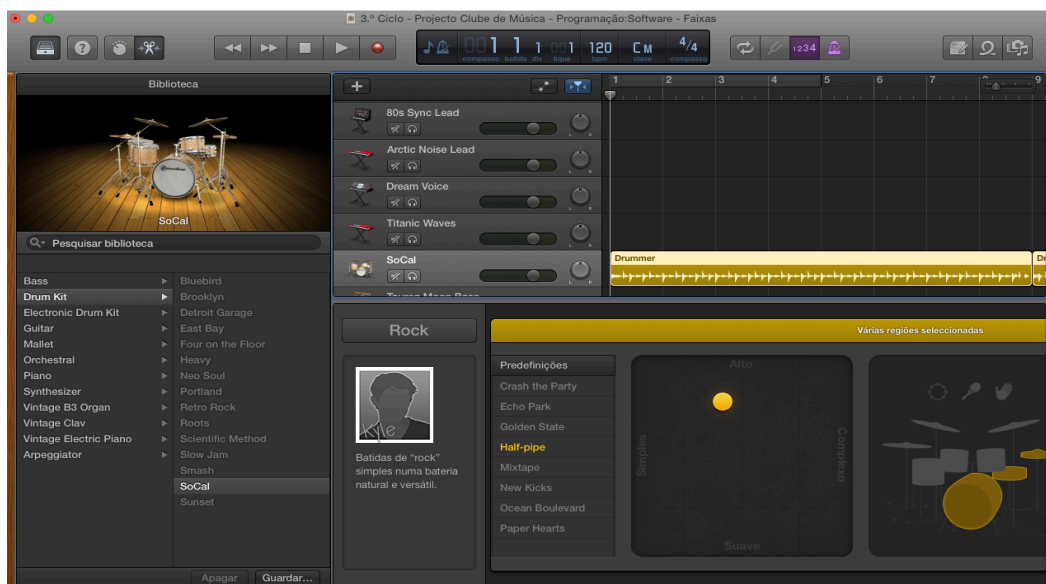 3.º Ciclo - Projecto Clube de Música - Programação:Software - Faixas
001 1 1 001 120 C M 4/4
compasso batida div tique bpm clave compasso
1234
Biblioteca
SoCal
Pesquisar biblioteca
Bass
Drum Kit
Electronic Drum Kit
Guitar
Mallet
Orchestral
Piano
Synthesizer
Vintage B3 Organ
Vintage Clav
Vintage Electric Piano
Arpeggiator
Bluebird
Brooklyn
Detroit Garage
East Bay
Four on the Floor
Heavy
Neo Soul
Portland
Retro Rock
Roots
Scientific Method
Slow Jam
Smash
SoCal
Sunset
Apagar Guardar...
1 2 3 4 5 6 7 9
80s Sync Lead
L R
Arctic Noise Lead
L R
Dream Voice
L R
Titanic Waves
L R
SoCal
L R
Drummer
Dr
Rock
kyle
Batidas de “rock”
simples numa bateria
natural e versátil.
Várias regiões seleccionadas
Predefinições
Crash the Party
Echo Park
Golden State
Half-pipe
Mixtape
New Kicks
Ocean Boulevard
Paper Hearts
Alto
Simples
Complexo
Suave